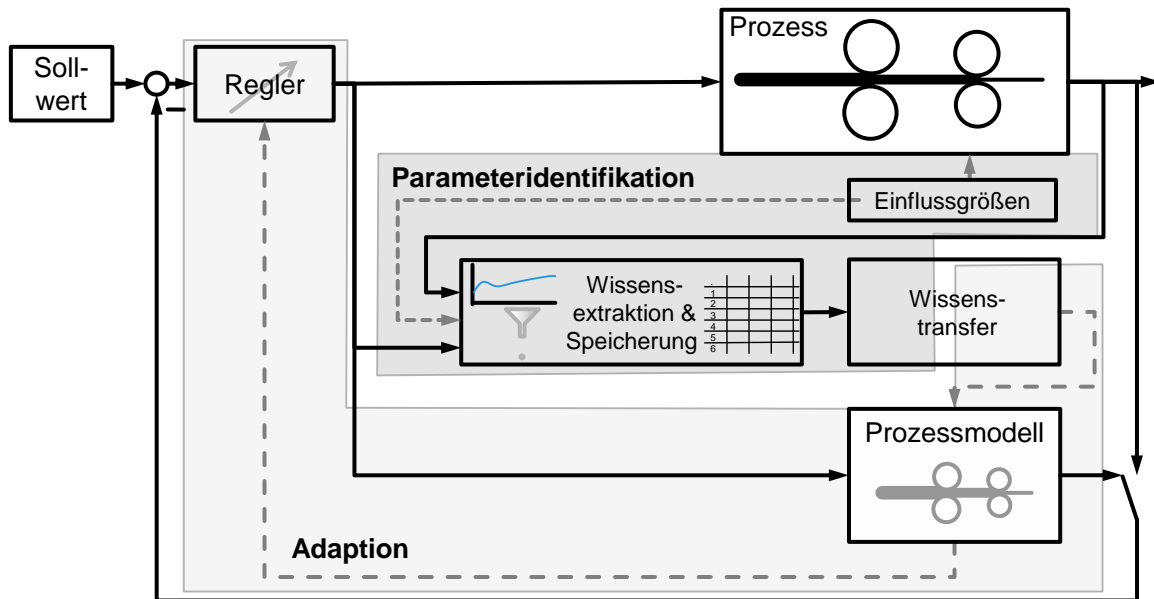 Prozess
Soll-
wert
Regler
Parameteridentifikation
Einflussgrößen
Wissens-
extraktion &
Speicherung
.
1
2
3
4
5
6
Wissens-
transfer
Prozessmodell
Adaption